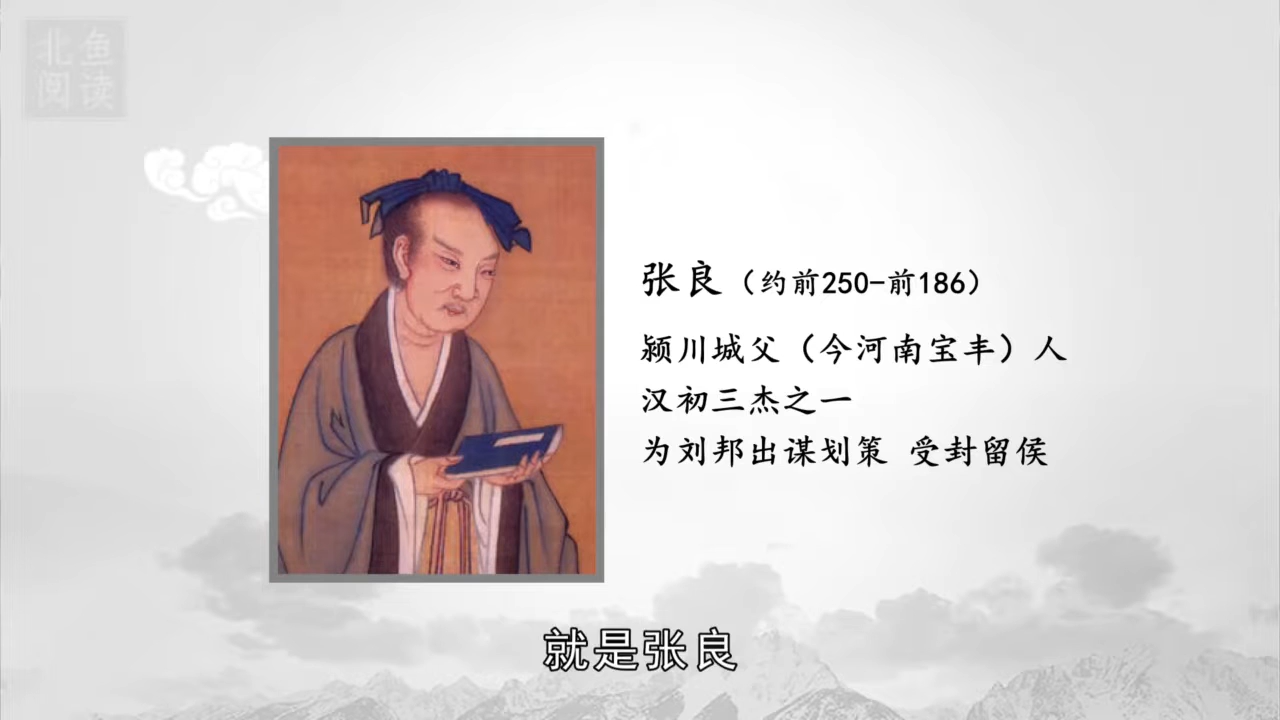 北鱼
阅读
张良（约前250-前186）
颍川城父（今河南宝丰）人
汉初三杰之一
为刘邦出谋划策 受封留侯
就是张良